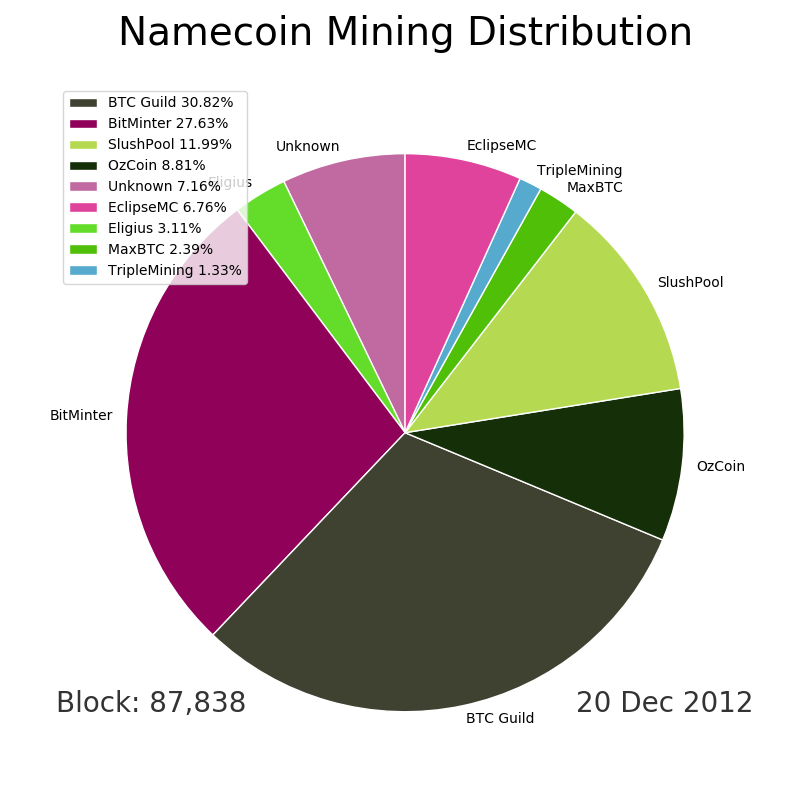 Namecoin Mining Distribution
BTC Guild 30.82%
BitMinter 27.63%
SlushPool 11.99%
OzCoin 8.81%
Unknown 7.16%
EclipseMC 6.76%
Eligius 3.11%
MaxBTC 2.39%
TripleMining 1.33%
Eligius
Unknown
EclipseMC
TripleMining
MaxBTC
SlushPool
BitMinter
OzCoin
BTC Guild
Block: 87,838
20 Dec 2012